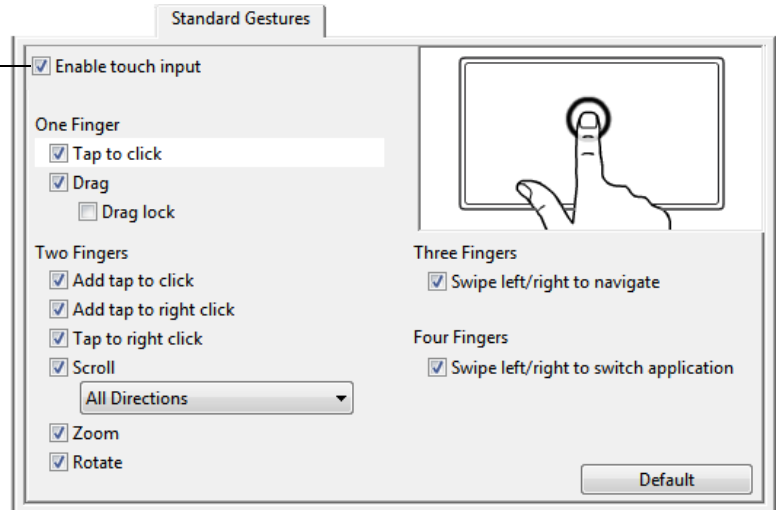 Standard Gestures
Enable touch input
One Finger
Tap to click
Drag
Drag lock
Two Fingers
Add tap to click
Add tap to right click
Tap to right click
Scroll
All Directions
Zoom
Rotate
Three Fingers
Swipe left/right to navigate
Four Fingers
Swipe left/right to switch application
Default